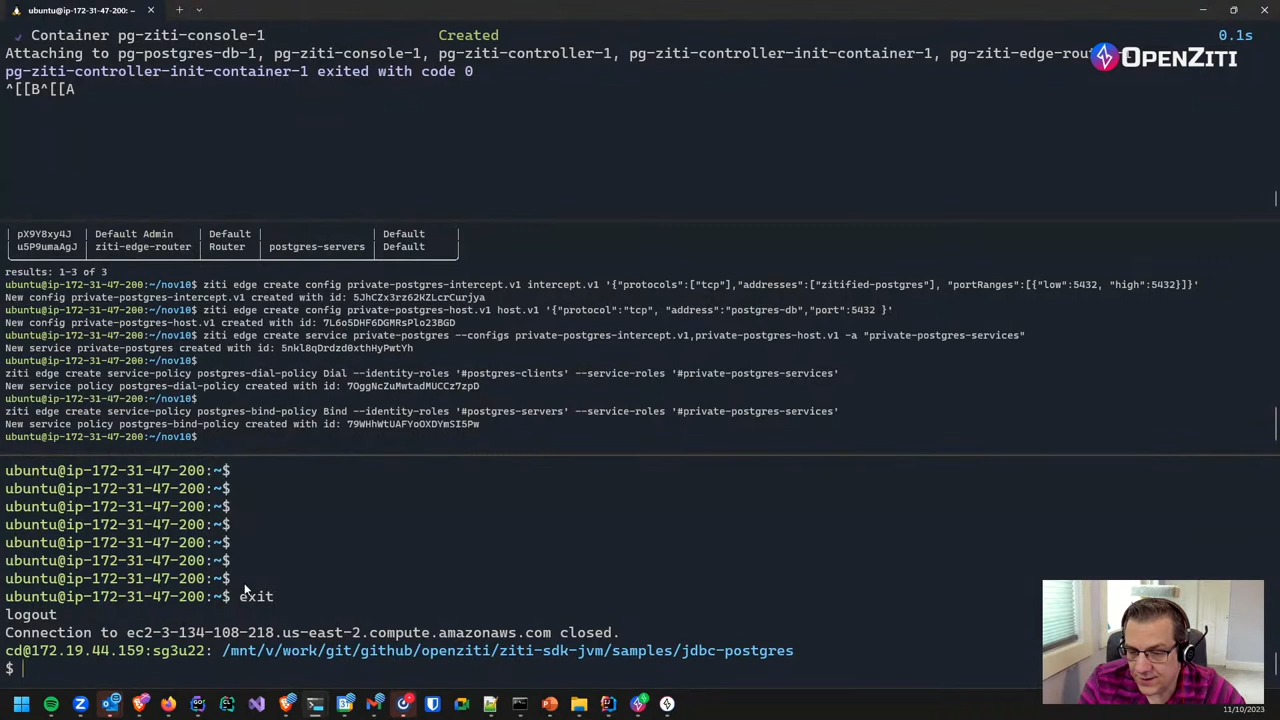 ubuntu@ip-172-31-47-200: ~
✓ Container pg-ziti-console-1 Created 0.1s
Attaching to pg-postgres-db-1, pg-ziti-console-1, pg-ziti-controller-1, pg-ziti-controller-init-container-1, pg-ziti-edge-rou
OPENZITI
pg-ziti-controller-init-container-1 exited with code 0
^[[B^[[A
| pX9Y8xy4J | Default Admin | Default | | Default |
| u5P9umaAgJ | ziti-edge-router | Router | postgres-servers | Default |
results: 1-3 of 3
ubuntu@ip-172-31-47-200:~/nov10$ ziti edge create config private-postgres-intercept.v1 intercept.v1 '{"protocols":["tcp"],"addresses":["zitified-postgres"], "portRanges":[{"low":5432, "high":5432}]}'
New config private-postgres-intercept.v1 created with id: 5JhCZx3rz62KZLcrCurjya
ubuntu@ip-172-31-47-200:~/nov10$ ziti edge create config private-postgres-host.v1 host.v1 '{"protocol":"tcp", "address":"postgres-db","port":5432 }'
New config private-postgres-host.v1 created with id: 7L6o5DHF6DGMRsPlo23BGD
ubuntu@ip-172-31-47-200:~/nov10$ ziti edge create service private-postgres --configs private-postgres-intercept.v1,private-postgres-host.v1 -a "private-postgres-services"
New service private-postgres created with id: 5nkl8qDrdzd0xthHyPwtYh
ubuntu@ip-172-31-47-200:~/nov10$
ziti edge create service-policy postgres-dial-policy Dial --identity-roles '#postgres-clients' --service-roles '#private-postgres-services'
New service policy postgres-dial-policy created with id: 7OggNcZuMwtadMUCCz7zpD
ubuntu@ip-172-31-47-200:~/nov10$
ziti edge create service-policy postgres-bind-policy Bind --identity-roles '#postgres-servers' --service-roles '#private-postgres-services'
New service policy postgres-bind-policy created with id: 79WHhWtUAFYoOXDYmSI5Pw
ubuntu@ip-172-31-47-200:~/nov10$
ubuntu@ip-172-31-47-200:~$
ubuntu@ip-172-31-47-200:~$
ubuntu@ip-172-31-47-200:~$
ubuntu@ip-172-31-47-200:~$
ubuntu@ip-172-31-47-200:~$
ubuntu@ip-172-31-47-200:~$
ubuntu@ip-172-31-47-200:~$
ubuntu@ip-172-31-47-200:~$ exit
logout
Connection to ec2-3-134-108-218.us-east-2.compute.amazonaws.com closed.
cd@172.19.44.159:sg3u22: /mnt/v/work/git/github/openziti/ziti-sdk-jvm/samples/jdbc-postgres
$
11/10/2023